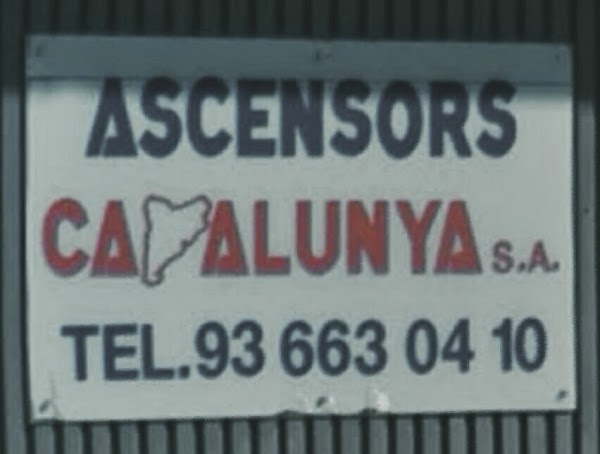 ASCENSORS
CATALUNYA S.A.
TEL.93 663 04 10